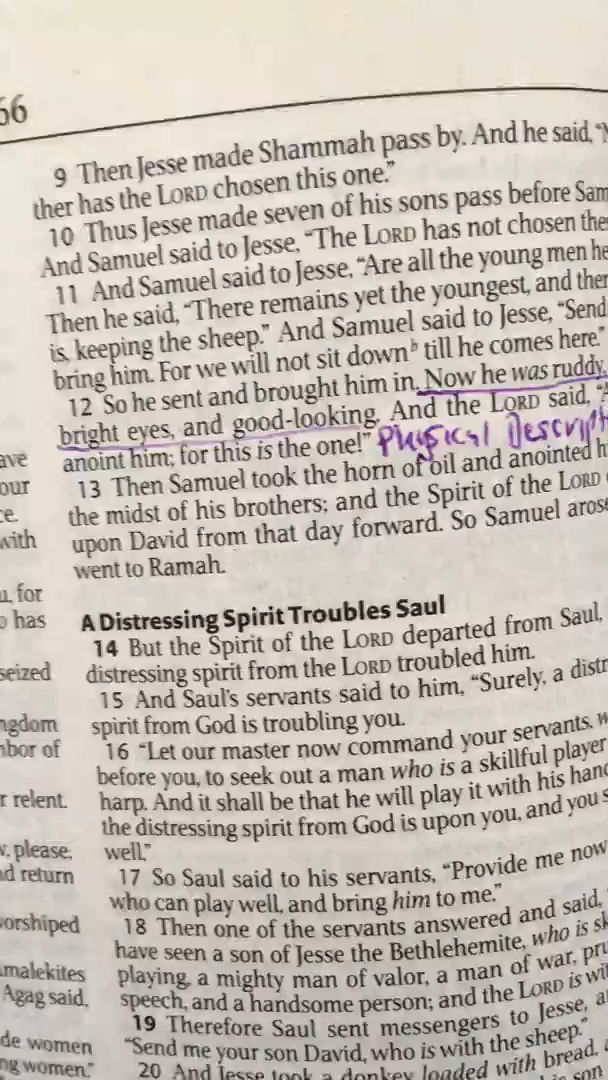 66
9 Then Jesse made Shammah pass by. And he said, "N
ther has the LORD chosen this one."
10 Thus Jesse made seven of his sons pass before Sam
And Samuel said to Jesse, "The LORD has not chosen the
11 And Samuel said to Jesse, "Are all the young men he
Then he said, "There remains yet the youngest, and ther
is, keeping the sheep." And Samuel said to Jesse, "Send
bring him. For we will not sit down b till he comes here."
12 So he sent and brought him in. Now he was ruddy,
bright eyes, and good-looking. And the LORD said, "A
anoint him; for this is the one!" Physical Descript
13 Then Samuel took the horn of oil and anointed h
the midst of his brothers; and the Spirit of the LORD
upon David from that day forward. So Samuel arose
went to Ramah.
A Distressing Spirit Troubles Saul
14 But the Spirit of the LORD departed from Saul,
distressing spirit from the LORD troubled him.
15 And Saul's servants said to him, "Surely, a distr
spirit from God is troubling you.
16 "Let our master now command your servants, w
before you, to seek out a man who is a skillful player
harp. And it shall be that he will play it with his hand
the distressing spirit from God is upon you, and you s
well."
17 So Saul said to his servants, "Provide me now
who can play well, and bring him to me."
18 Then one of the servants answered and said,
have seen a son of Jesse the Bethlehemite, who is sk
playing, a mighty man of valor, a man of war, pru
speech, and a handsome person; and the LORD is wit
19 Therefore Saul sent messengers to Jesse, a
"Send me your son David, who is with the sheep."
20 And Jesse took a donkey loaded with bread, a
son
ave
our
ce.
with
u, for
has
seized
ngdom
bor of
r relent.
, please,
d return
worshiped
malekites
Agag said,
de women
ng women."